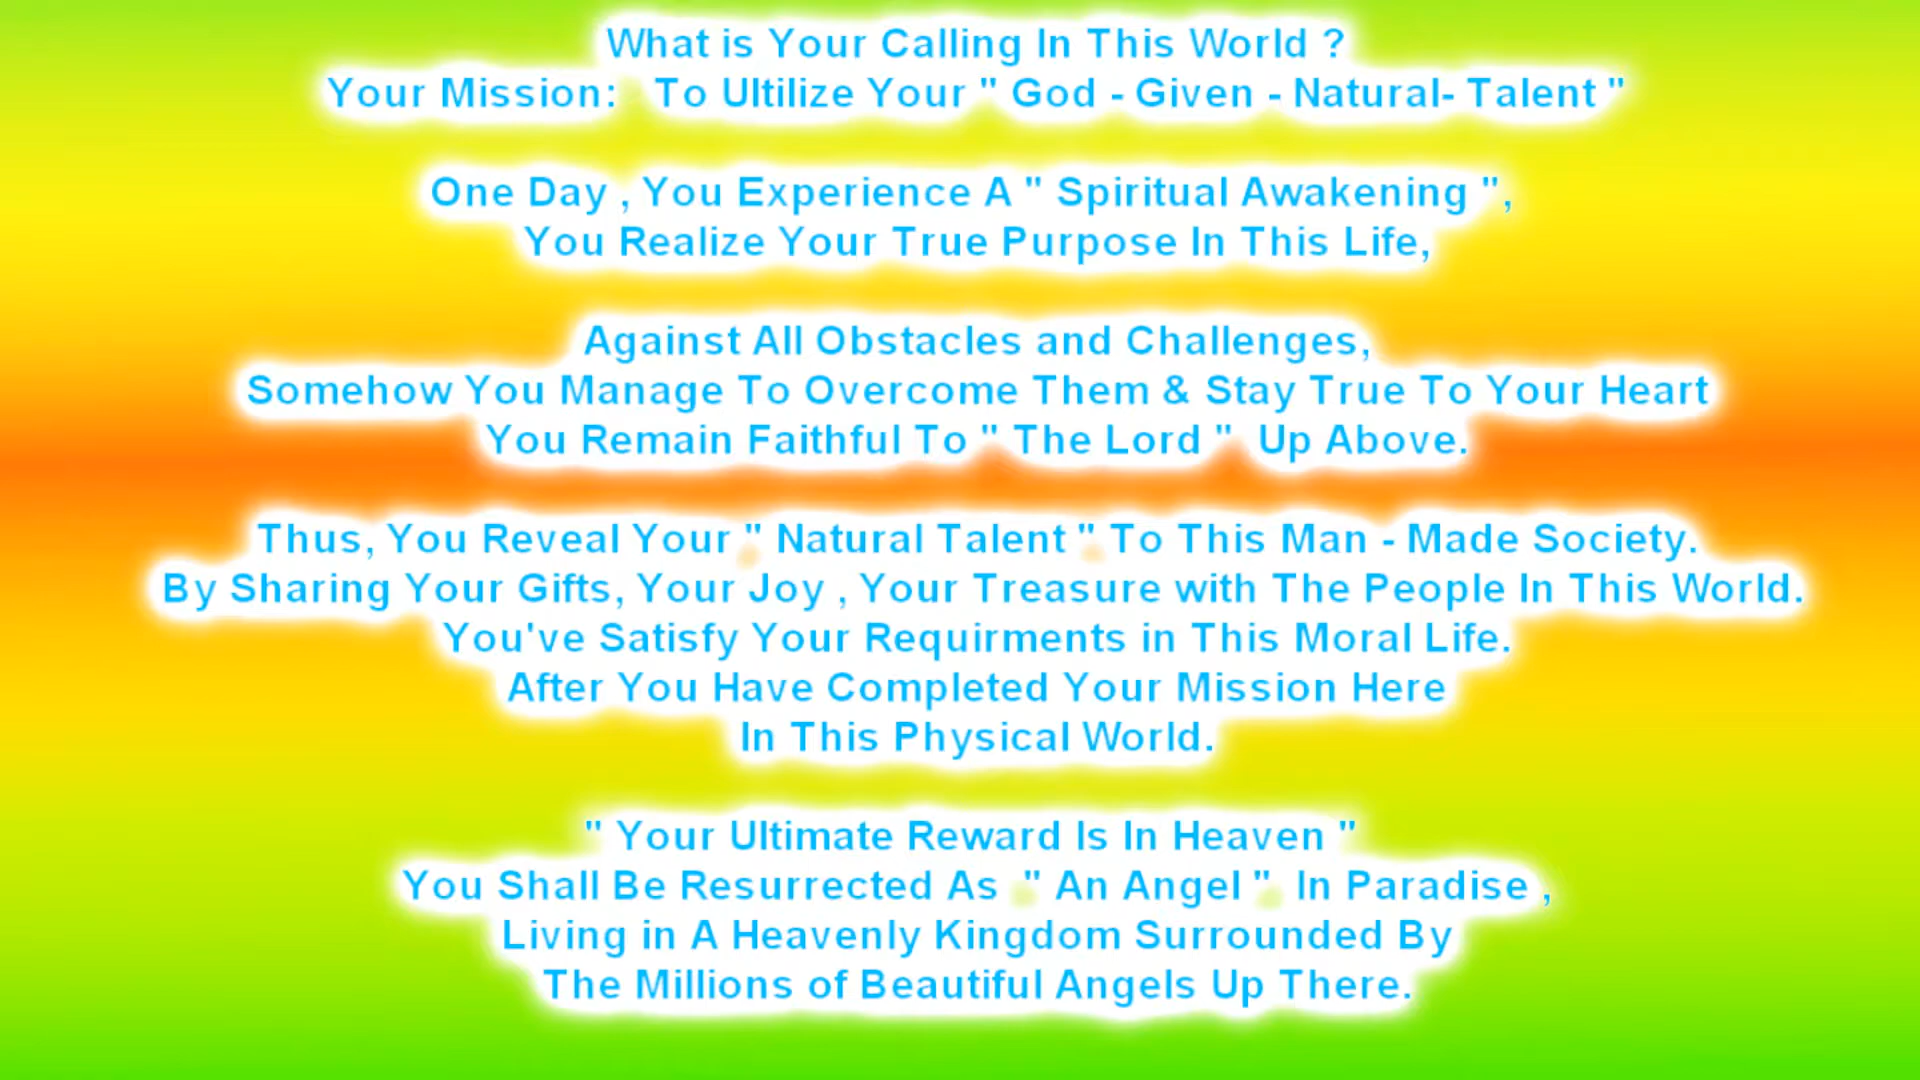 What is Your Calling In This World ?
Your Mission: To Ultilize Your " God - Given - Natural- Talent "
One Day , You Experience A " Spiritual Awakening ",
You Realize Your True Purpose In This Life,
Against All Obstacles and Challenges,
Somehow You Manage To Overcome Them & Stay True To Your Heart
You Remain Faithful To " The Lord " Up Above.
Thus, You Reveal Your " Natural Talent " To This Man - Made Society.
By Sharing Your Gifts, Your Joy , Your Treasure with The People In This World.
You've Satisfy Your Requirments in This Moral Life.
After You Have Completed Your Mission Here
In This Physical World.
" Your Ultimate Reward Is In Heaven "
You Shall Be Resurrected As " An Angel " In Paradise ,
Living in A Heavenly Kingdom Surrounded By
The Millions of Beautiful Angels Up There.